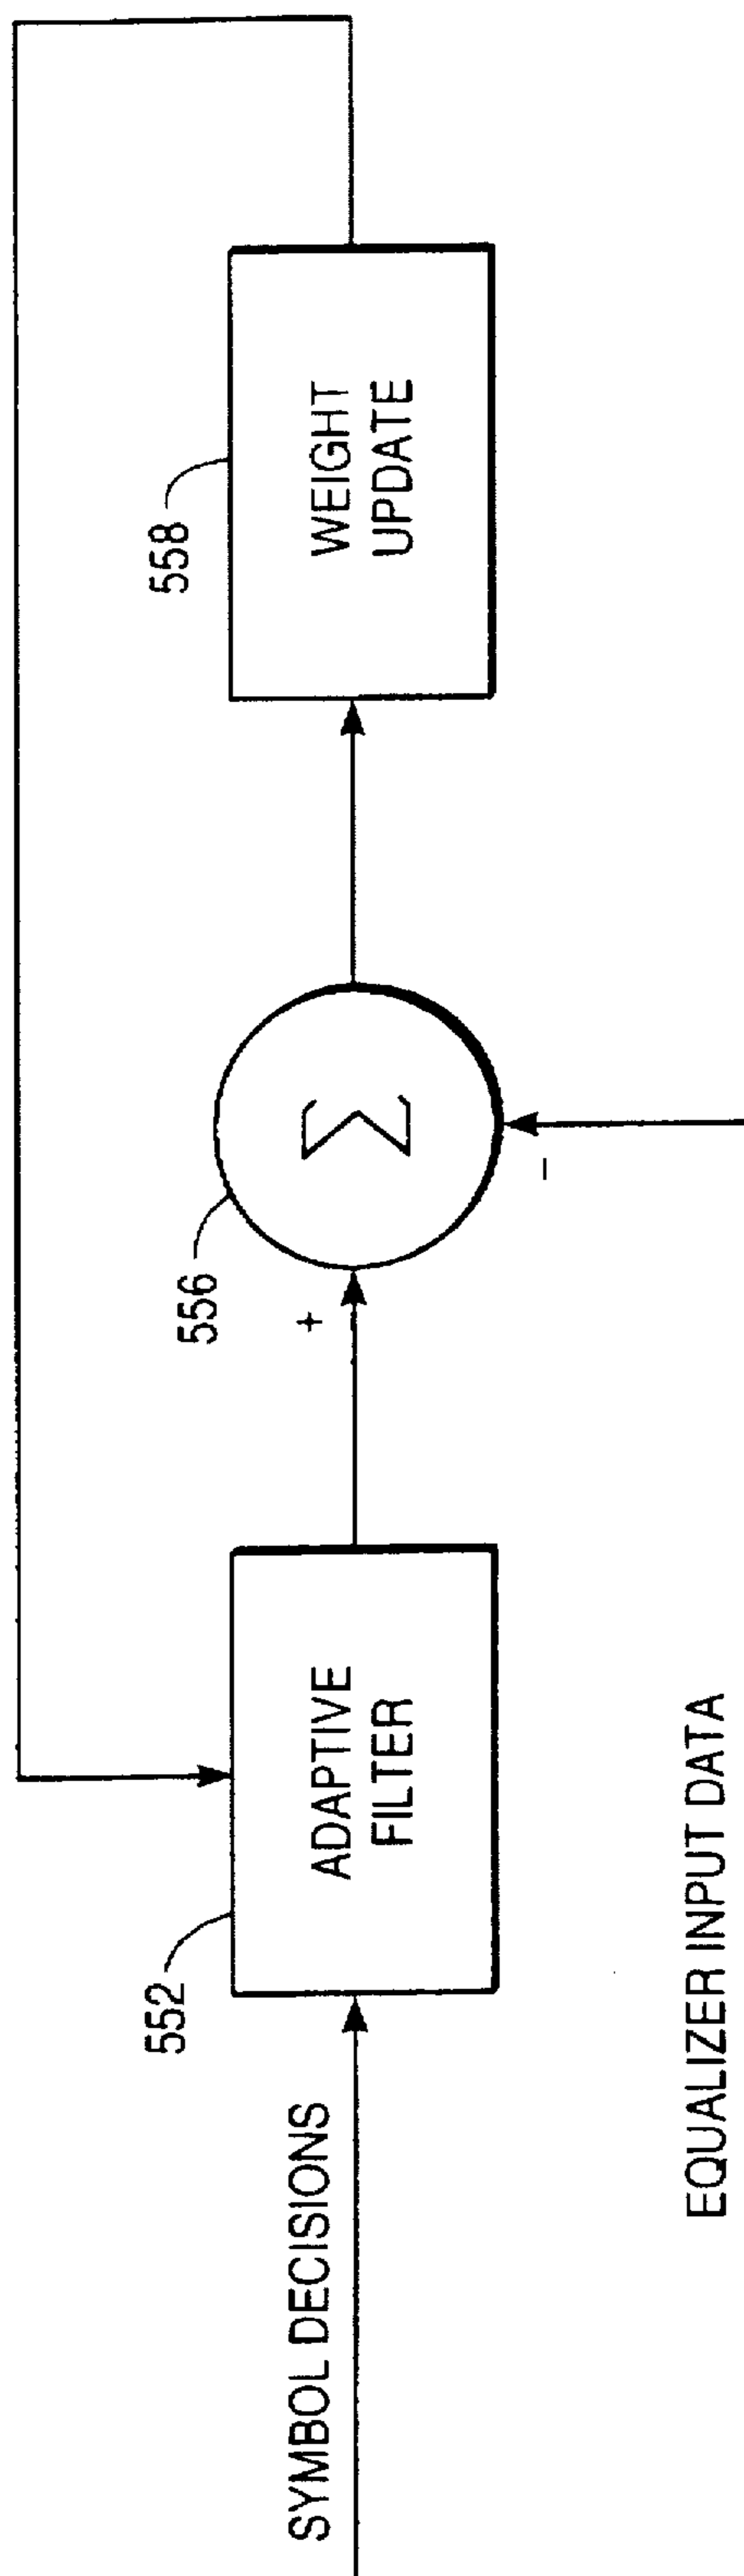 SYMBOL DECISIONS
552
ADAPTIVE
FILTER
+
556
Σ
-
558
WEIGHT
UPDATE
EQUALIZER INPUT DATA